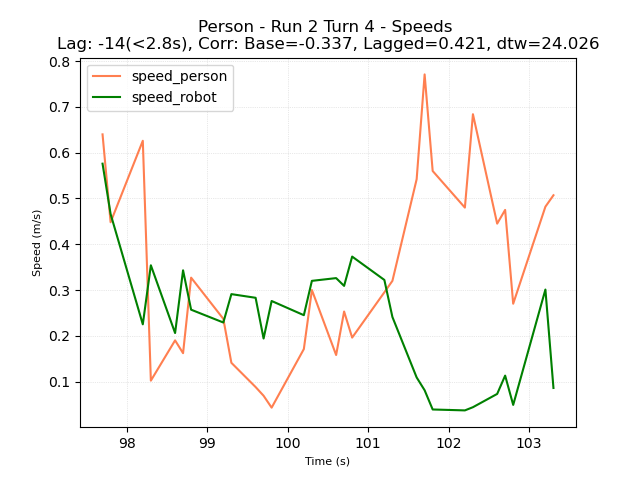 Person - Run 2 Turn 4 - Speeds
Lag: -14(<2.8s), Corr: Base=-0.337, Lagged=0.421, dtw=24.026
speed_person
speed_robot
0.8
0.7
0.6
0.5
0.4
0.3
0.2
0.1
Speed (m/s)
98 99 100 101 102 103
Time (s)